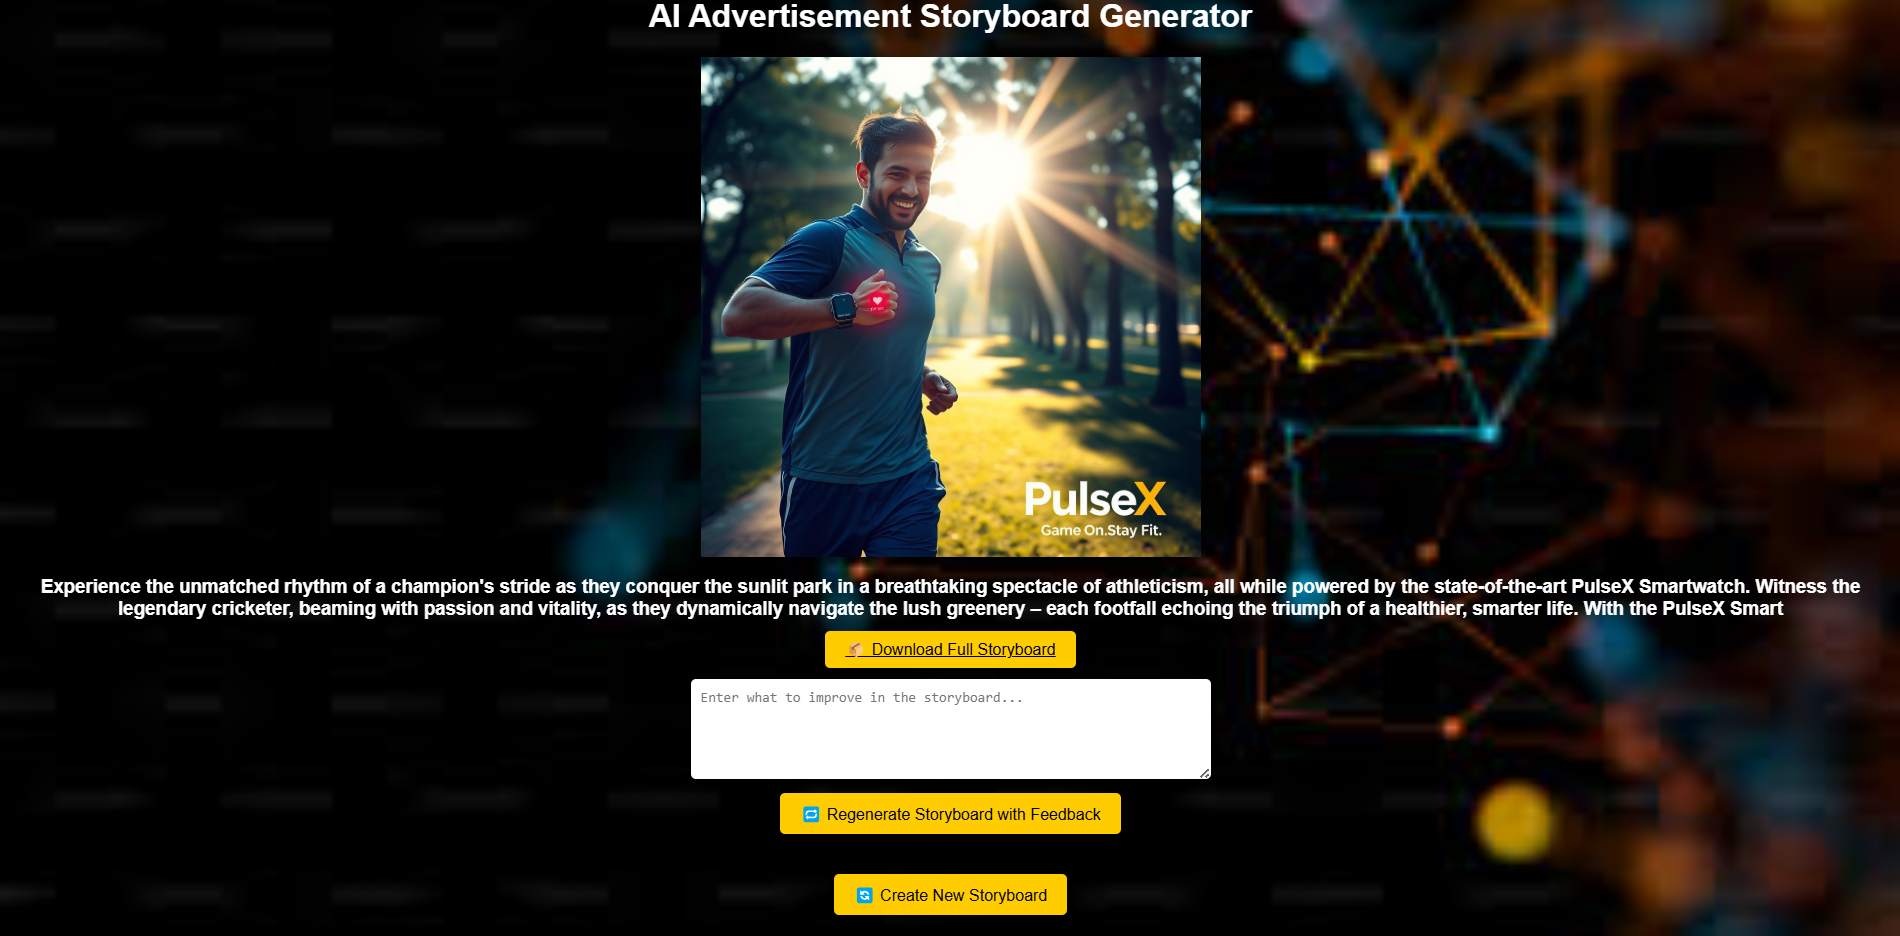 AI Advertisement Storyboard Generator
PulseX
Game On.Stay Fit.
Experience the unmatched rhythm of a champion's stride as they conquer the sunlit park in a breathtaking spectacle of athleticism, all while powered by the state-of-the-art PulseX Smartwatch. Witness the
legendary cricketer, beaming with passion and vitality, as they dynamically navigate the lush greenery – each footfall echoing the triumph of a healthier, smarter life. With the PulseX Smart
Download Full Storyboard
Enter what to improve in the storyboard...
Regenerate Storyboard with Feedback
Create New Storyboard